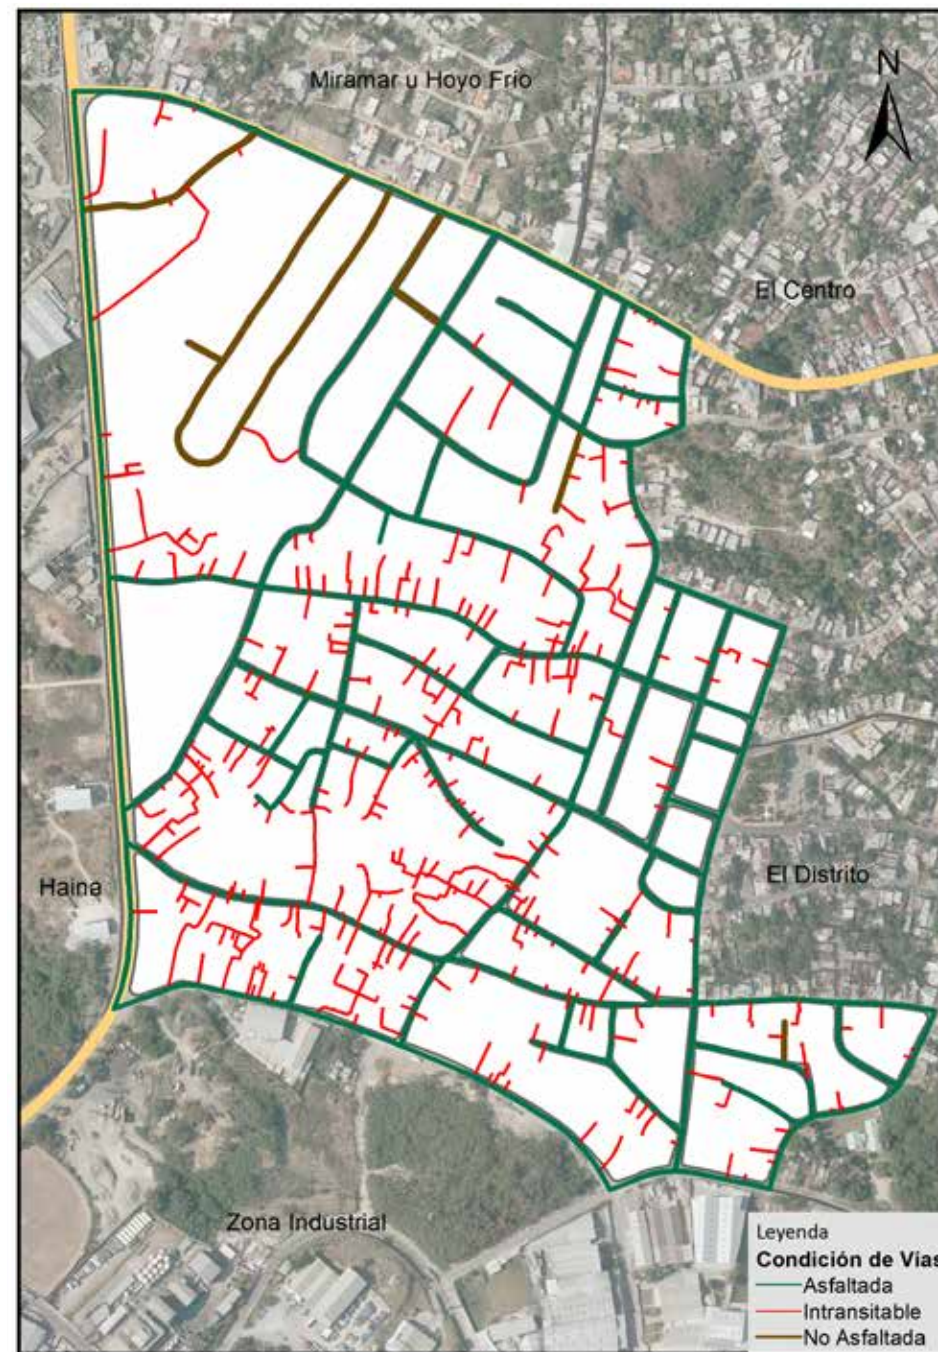 Miramar u Hoyo Frío
N
El Centro
El Distrito
Haina
Zona Industrial
Leyenda
Condición de Vías
Asfaltada
Intransitable
No Asfaltada